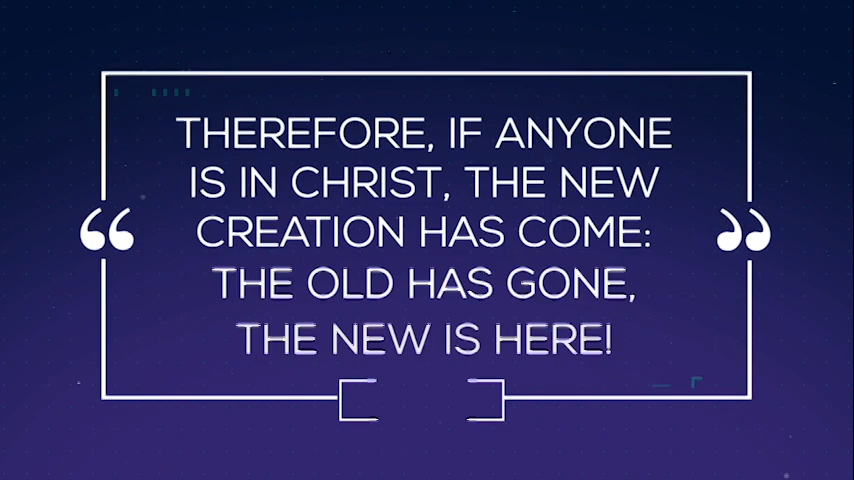 THEREFORE, IF ANYONE
IS IN CHRIST, THE NEW
CREATION HAS COME:
THE OLD HAS GONE,
THE NEW IS HERE!